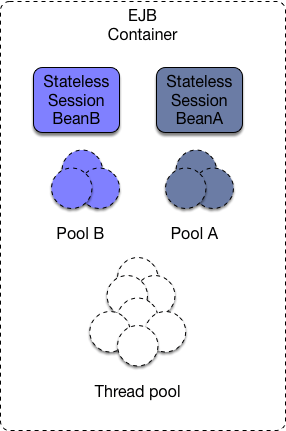 EJB
Container
Stateless
Session
BeanB
Stateless
Session
BeanA
Pool B
Pool A
Thread pool